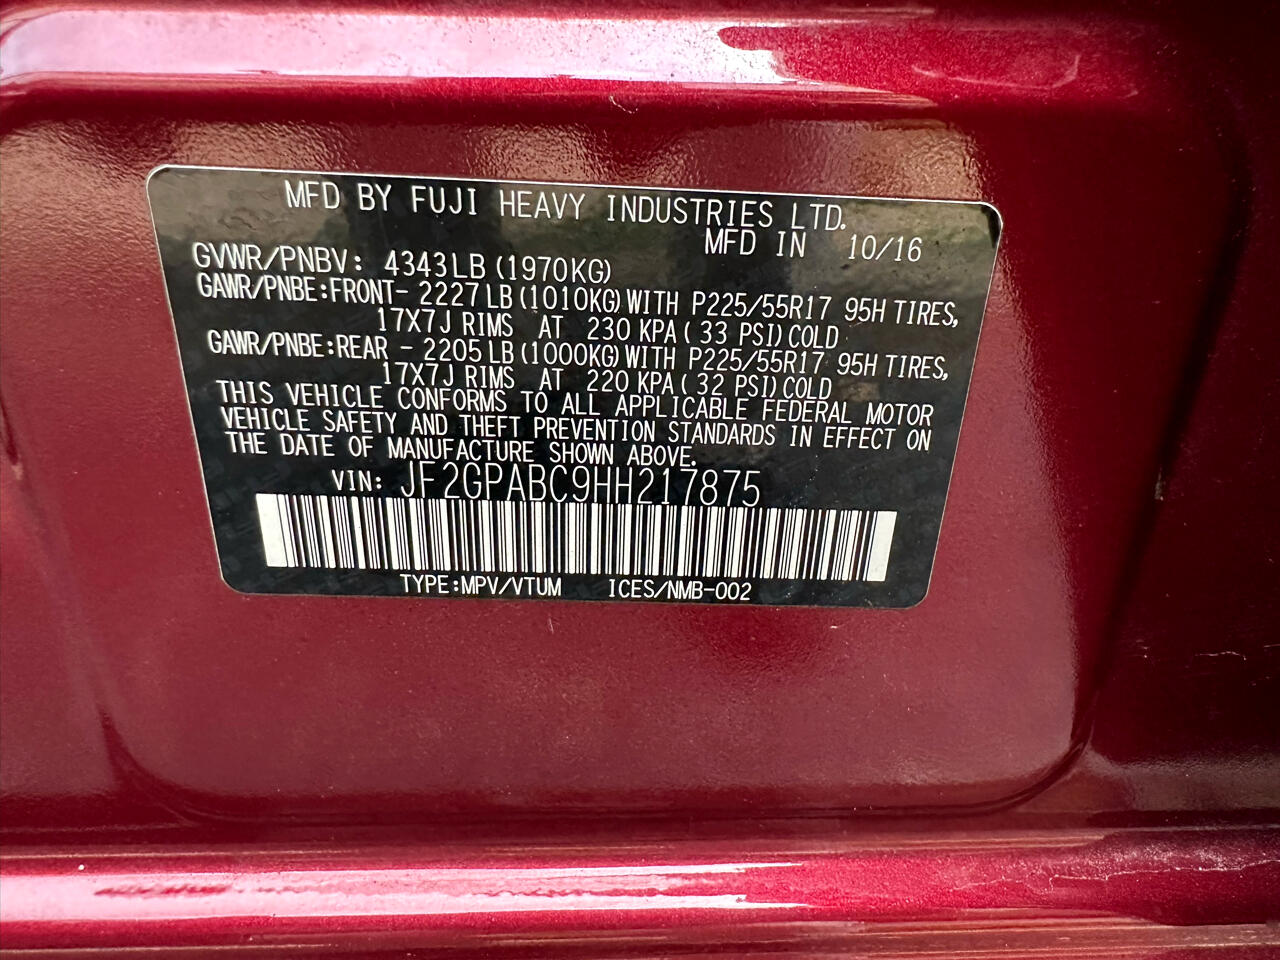 MFD BY FUJI HEAVY INDUSTRIES LTD.
MFD IN 10/16
GVWR/PNBV: 4343LB(1970KG)
GAWR/PNBE:FRONT- 2227LB(1010KG)WITH P225/55R17 95H TIRES,
17X7J RIMS AT 230 KPA( 33 PSI)COLD
GAWR/PNBE:REAR - 2205LB(1000KG)WITH P225/55R17 95H TIRES,
17X7J RIMS AT 220 KPA( 32 PSI)COLD
THIS VEHICLE CONFORMS TO ALL APPLICABLE FEDERAL MOTOR
VEHICLE SAFETY AND THEFT PREVENTION STANDARDS IN EFFECT ON
THE DATE OF MANUFACTURE SHOWN ABOVE.
VIN: JF2GPABC9HH217875
TYPE:MPV/VTUM ICES/NMB-002